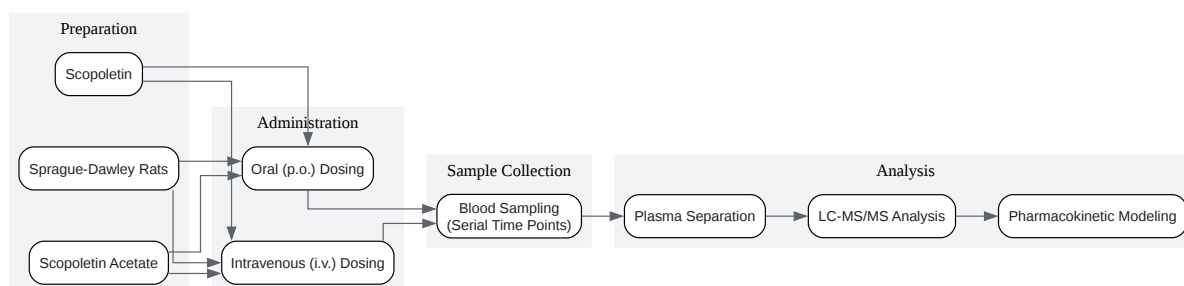 Preparation
Scopoletin
Sprague-Dawley Rats
Scopoletin Acetate
Administration
Oral (p.o.) Dosing
Intravenous (i.v.) Dosing
Sample Collection
Blood Sampling
(Serial Time Points)
Analysis
Plasma Separation
LC-MS/MS Analysis
Pharmacokinetic Modeling